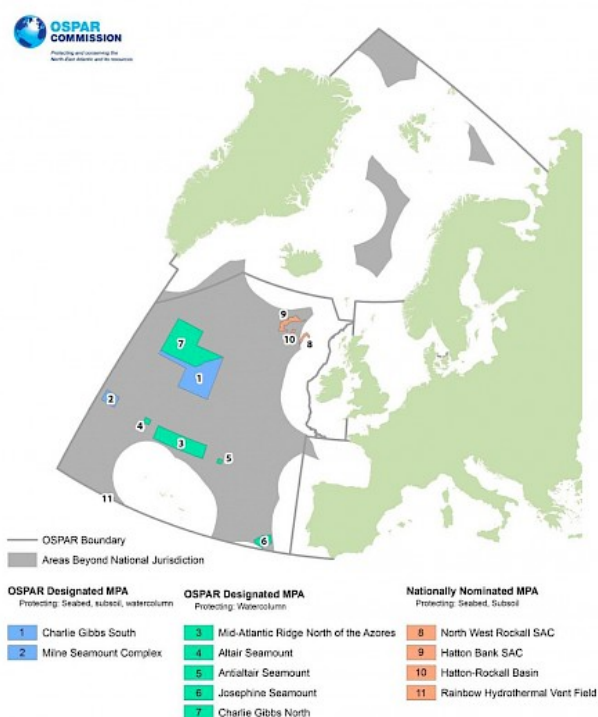 OSPAR
COMMISSION
Protecting and conserving the
North-East Atlantic and its resources
9
10
8
7
1
2
4
3
5
11
6
OSPAR Boundary
Areas Beyond National Jurisdiction
OSPAR Designated MPA
Protecting: Seabed, subsoil, watercolumn
1 Charlie Gibbs South
2 Milne Seamount Complex
OSPAR Designated MPA
Protecting: Watercolumn
3 Mid-Atlantic Ridge North of the Azores
4 Altair Seamount
5 Antialtair Seamount
6 Josephine Seamount
7 Charlie Gibbs North
Nationally Nominated MPA
Protecting: Seabed, Subsoil
8 North West Rockall SAC
9 Hatton Bank SAC
10 Hatton-Rockall Basin
11 Rainbow Hydrothermal Vent Field